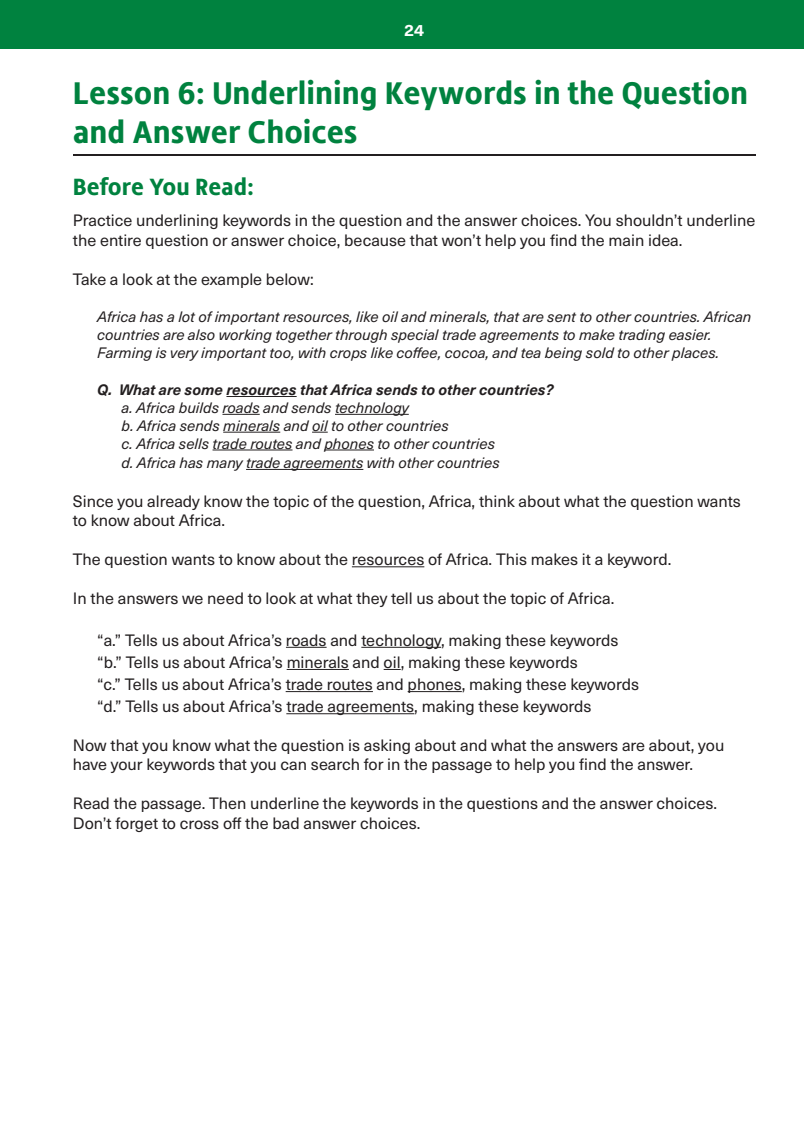 24
Lesson 6: Underlining Keywords in the Question
and Answer Choices
Before You Read:
Practice underlining keywords in the question and the answer choices. You shouldn’t underline
the entire question or answer choice, because that won’t help you find the main idea.
Take a look at the example below:
Africa has a lot of important resources, like oil and minerals, that are sent to other countries. African
countries are also working together through special trade agreements to make trading easier.
Farming is very important too, with crops like coffee, cocoa, and tea being sold to other places.
Q. What are some resources that Africa sends to other countries?
a. Africa builds roads and sends technology
b. Africa sends minerals and oil to other countries
c. Africa sells trade routes and phones to other countries
d. Africa has many trade agreements with other countries
Since you already know the topic of the question, Africa, think about what the question wants
to know about Africa.
The question wants to know about the resources of Africa. This makes it a keyword.
In the answers we need to look at what they tell us about the topic of Africa.
“a.” Tells us about Africa’s roads and technology, making these keywords
“b.” Tells us about Africa’s minerals and oil, making these keywords
“c.” Tells us about Africa’s trade routes and phones, making these keywords
“d.” Tells us about Africa’s trade agreements, making these keywords
Now that you know what the question is asking about and what the answers are about, you
have your keywords that you can search for in the passage to help you find the answer.
Read the passage. Then underline the keywords in the questions and the answer choices.
Don’t forget to cross off the bad answer choices.